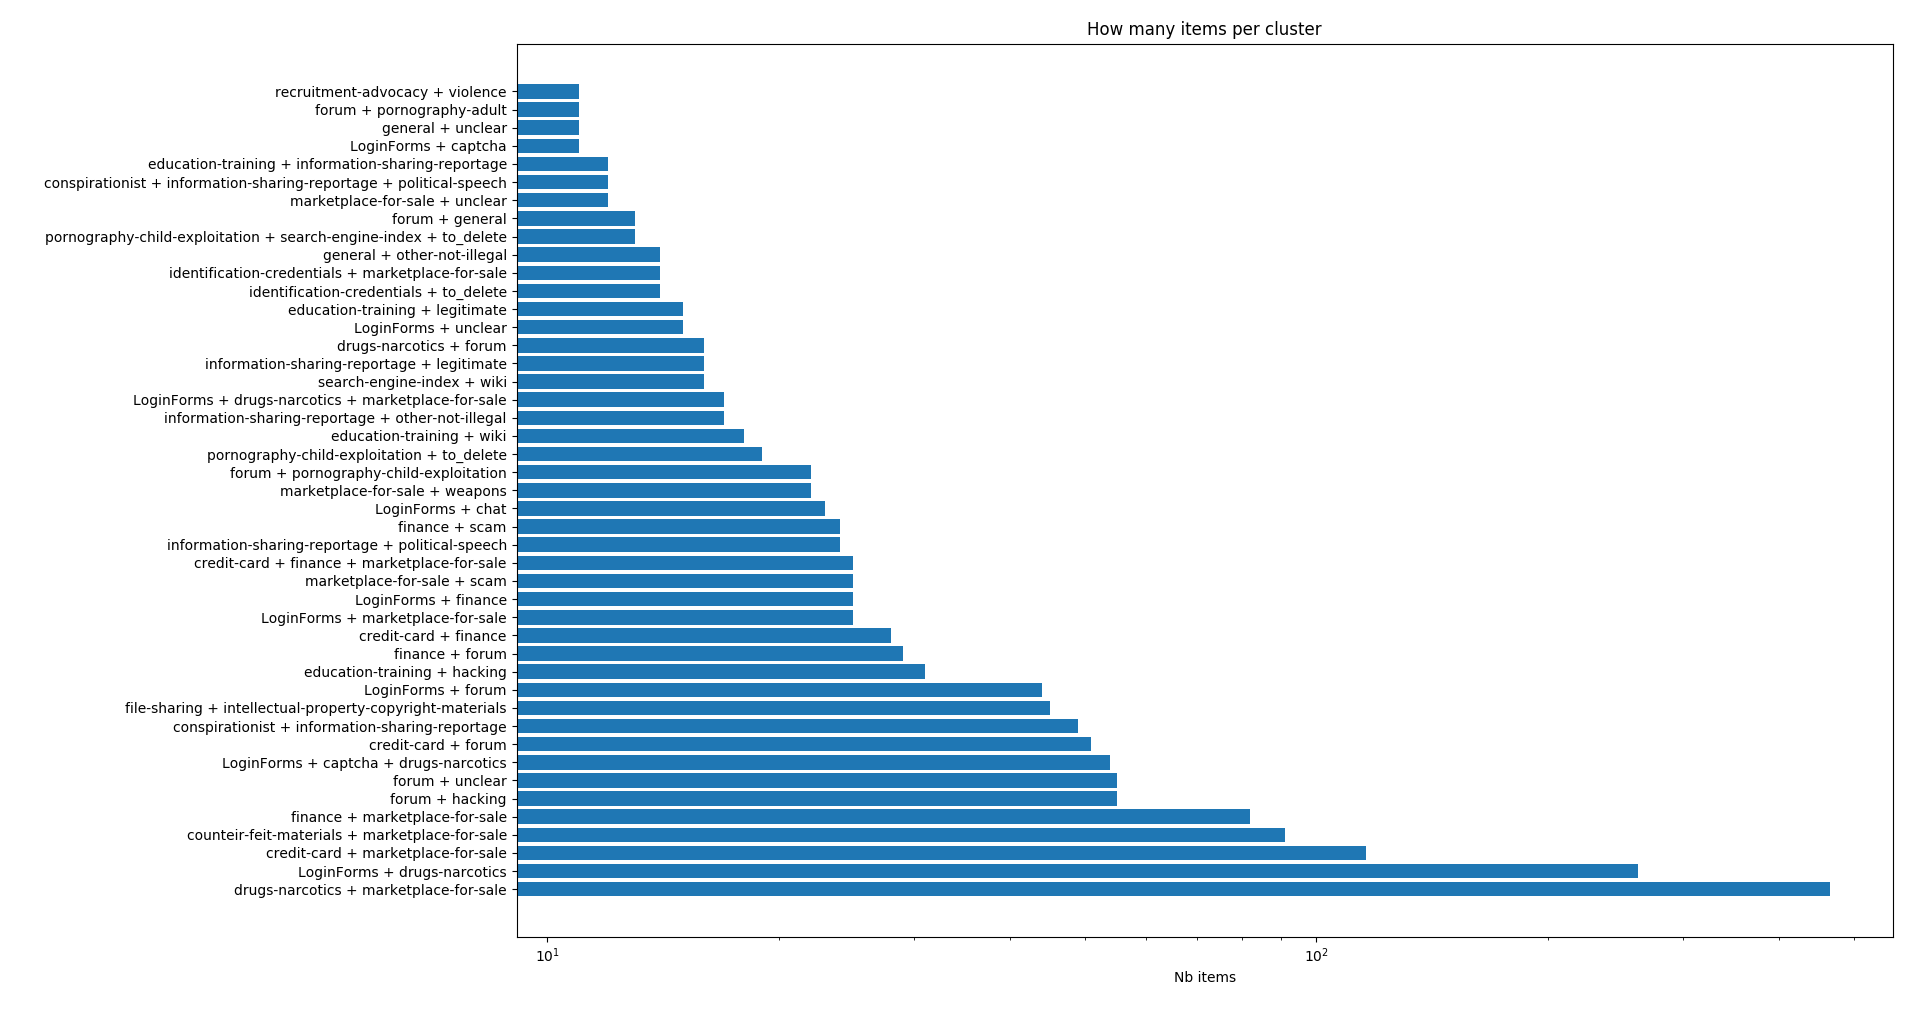 How many items per cluster
recruitment-advocacy + violence
forum + pornography-adult
general + unclear
LoginForms + captcha
education-training + information-sharing-reportage
conspirationist + information-sharing-reportage + political-speech
marketplace-for-sale + unclear
forum + general
pornography-child-exploitation + search-engine-index + to_delete
general + other-not-illegal
identification-credentials + marketplace-for-sale
identification-credentials + to_delete
education-training + legitimate
LoginForms + unclear
drugs-narcotics + forum
information-sharing-reportage + legitimate
search-engine-index + wiki
LoginForms + drugs-narcotics + marketplace-for-sale
information-sharing-reportage + other-not-illegal
education-training + wiki
pornography-child-exploitation + to_delete
forum + pornography-child-exploitation
marketplace-for-sale + weapons
LoginForms + chat
finance + scam
information-sharing-reportage + political-speech
credit-card + finance + marketplace-for-sale
marketplace-for-sale + scam
LoginForms + finance
LoginForms + marketplace-for-sale
credit-card + finance
finance + forum
education-training + hacking
LoginForms + forum
file-sharing + intellectual-property-copyright-materials
conspirationist + information-sharing-reportage
credit-card + forum
LoginForms + captcha + drugs-narcotics
forum + unclear
forum + hacking
finance + marketplace-for-sale
counteir-feit-materials + marketplace-for-sale
credit-card + marketplace-for-sale
LoginForms + drugs-narcotics
drugs-narcotics + marketplace-for-sale
10¹ 10²
Nb items